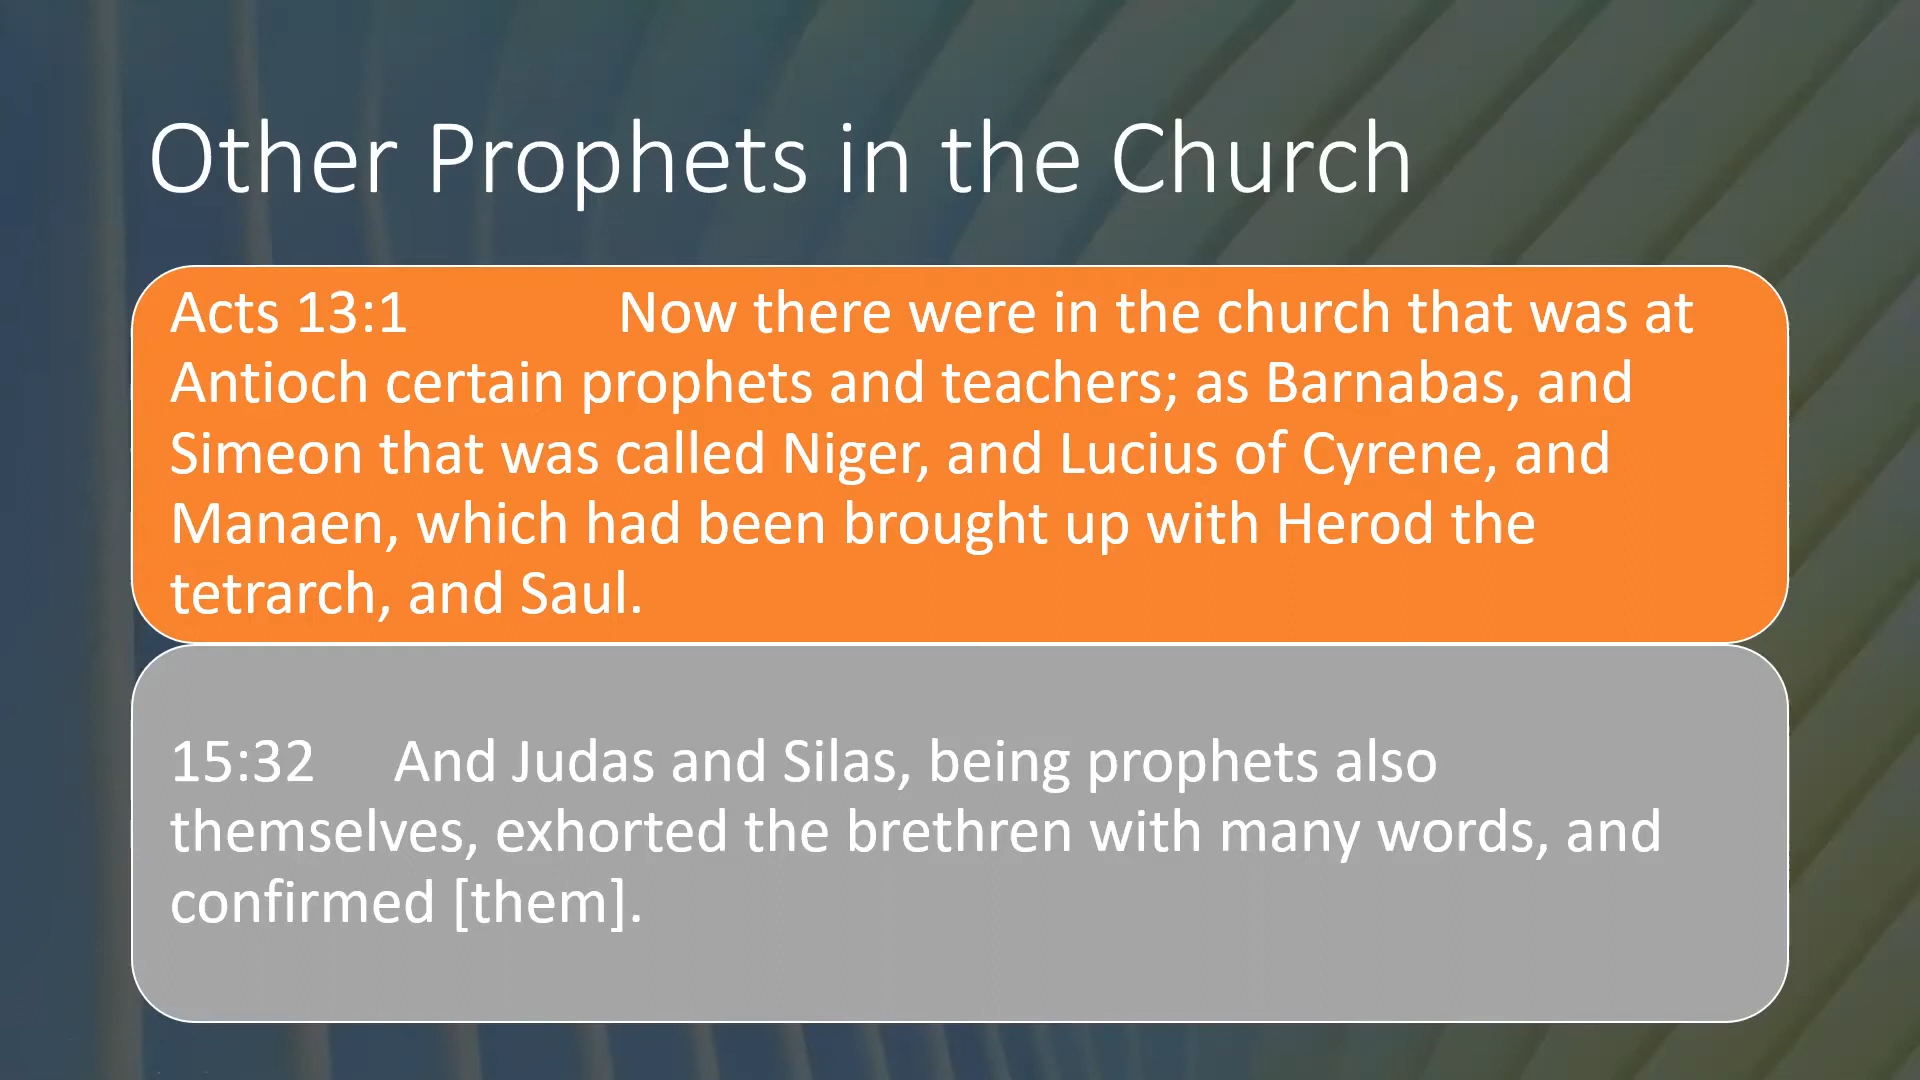 Other Prophets in the Church
Acts 13:1 Now there were in the church that was at
Antioch certain prophets and teachers; as Barnabas, and
Simeon that was called Niger, and Lucius of Cyrene, and
Manaen, which had been brought up with Herod the
tetrarch, and Saul.
15:32 And Judas and Silas, being prophets also
themselves, exhorted the brethren with many words, and
confirmed [them].